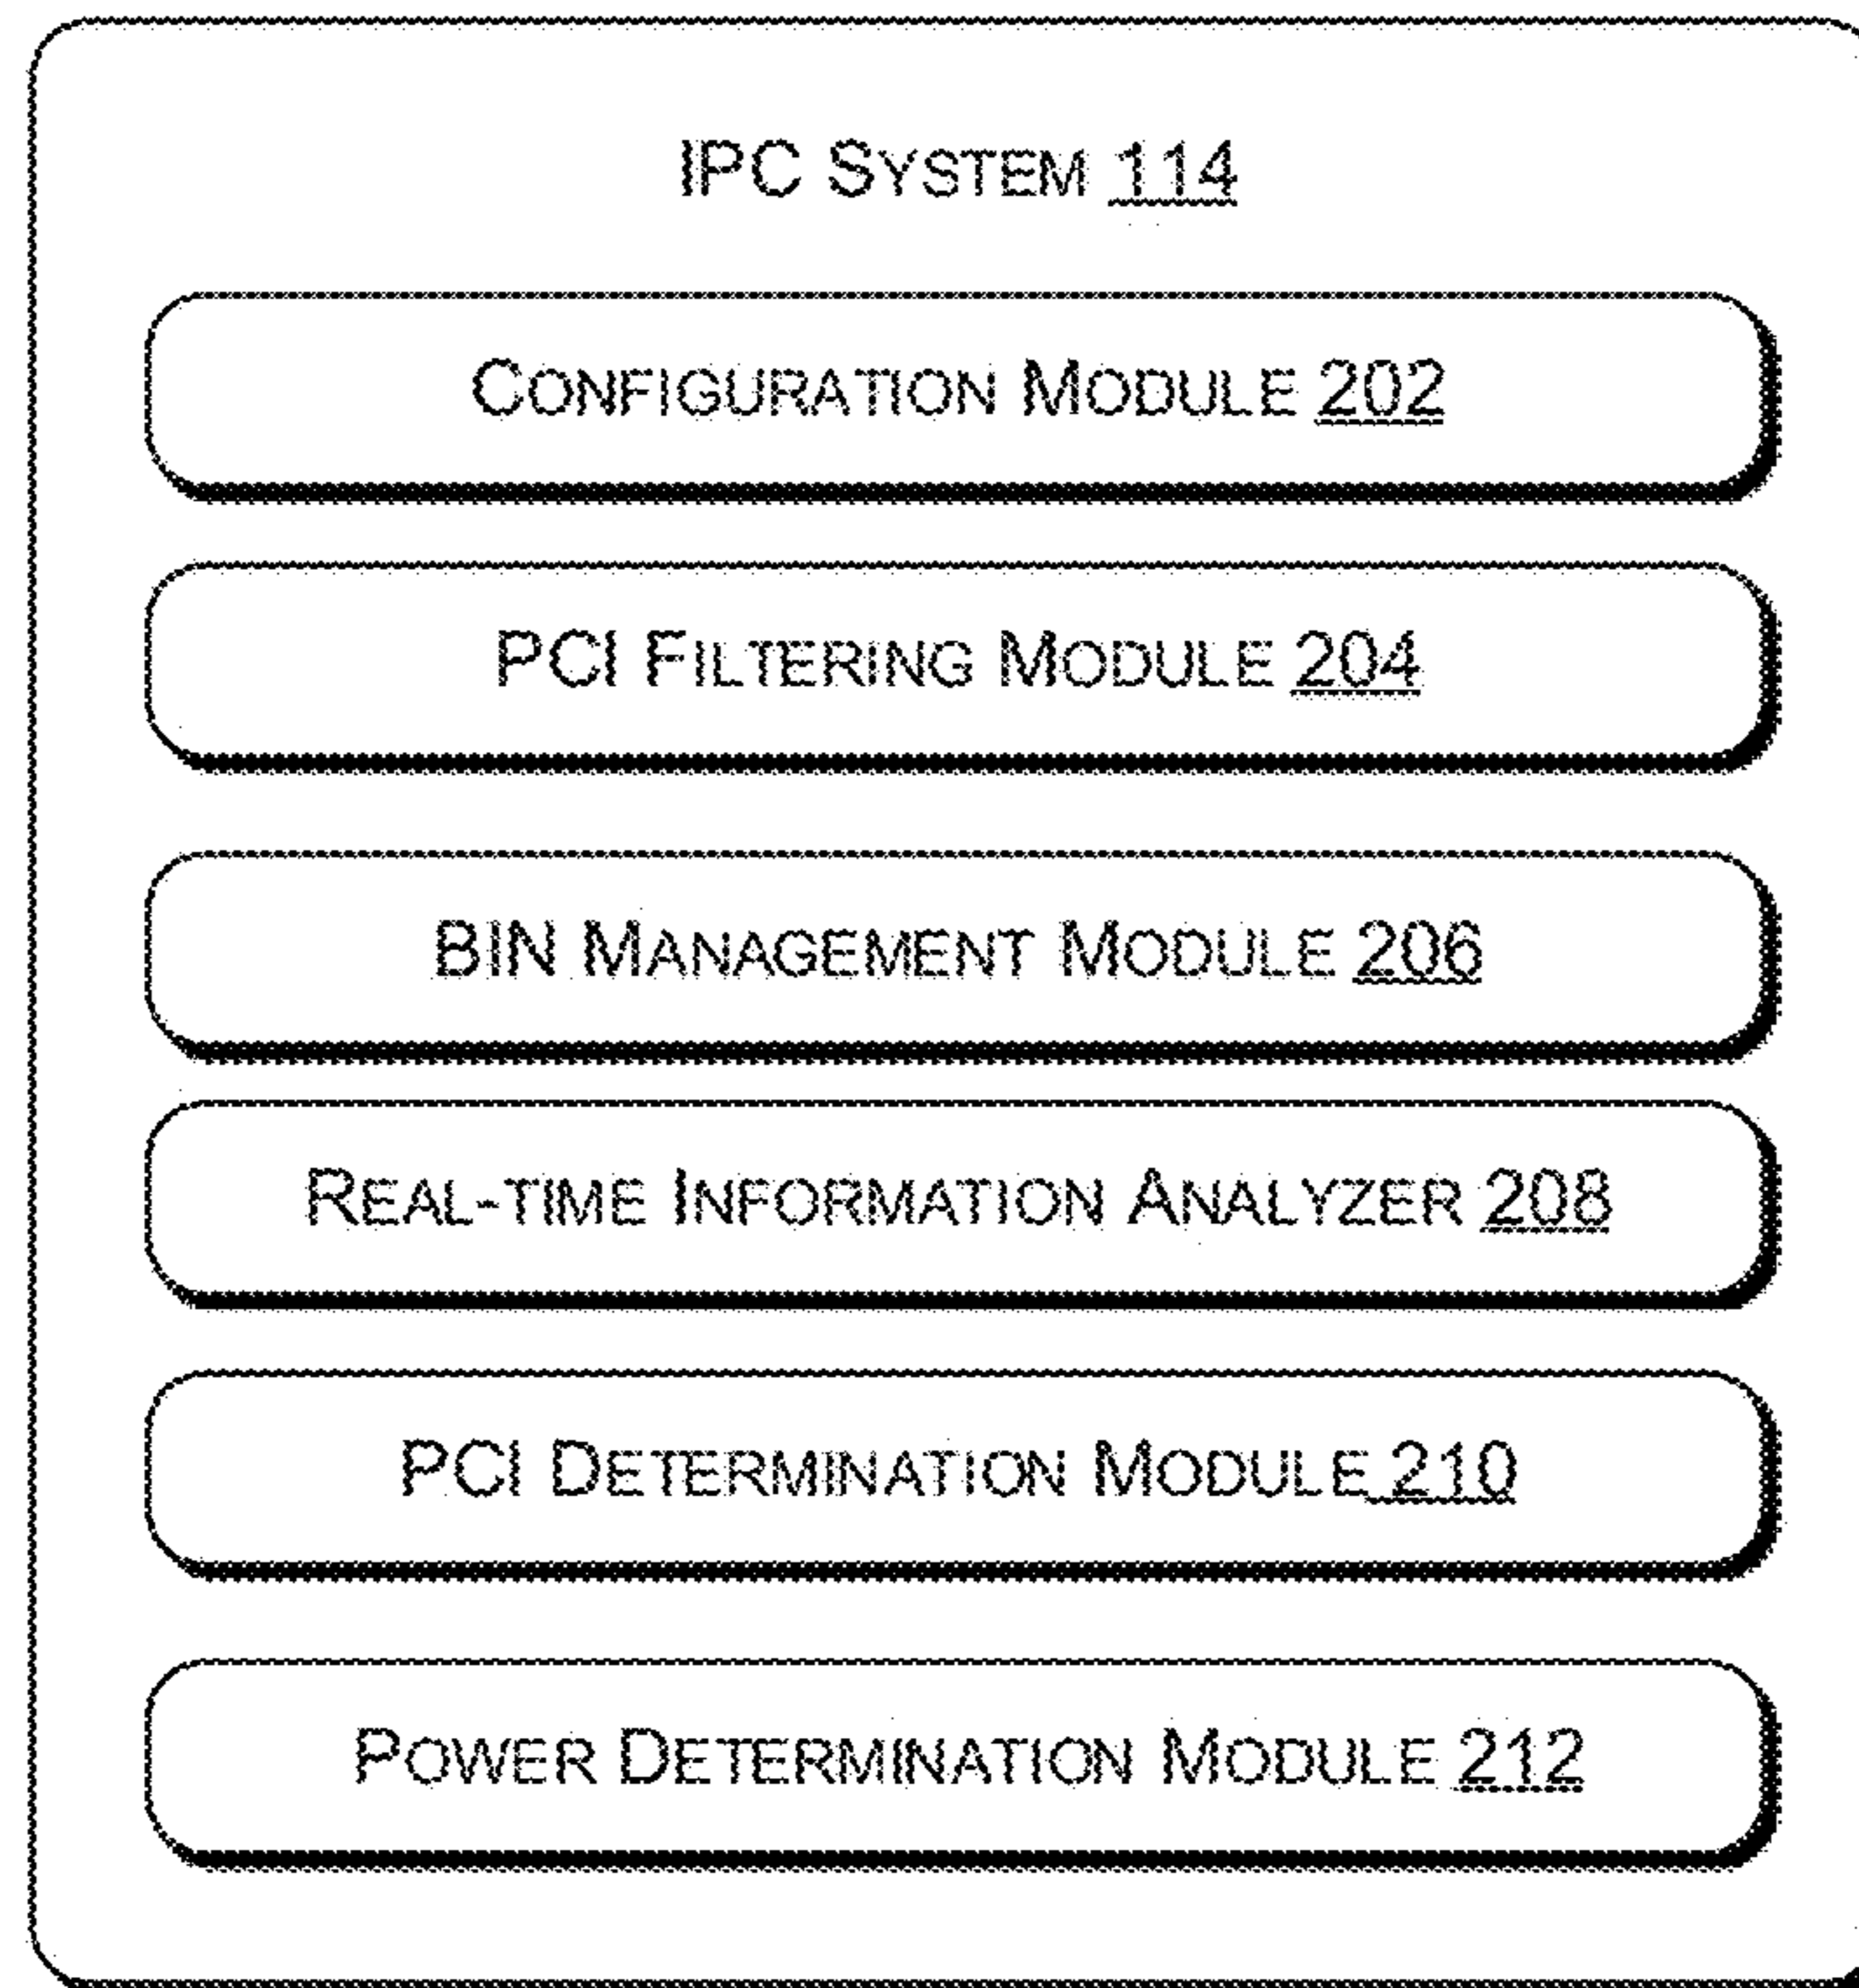 IPC SYSTEM 114
CONFIGURATION MODULE 202
PCI FILTERING MODULE 204
BIN MANAGEMENT MODULE 206
REAL-TIME INFORMATION ANALYZER 208
PCI DETERMINATION MODULE 210
POWER DETERMINATION MODULE 212